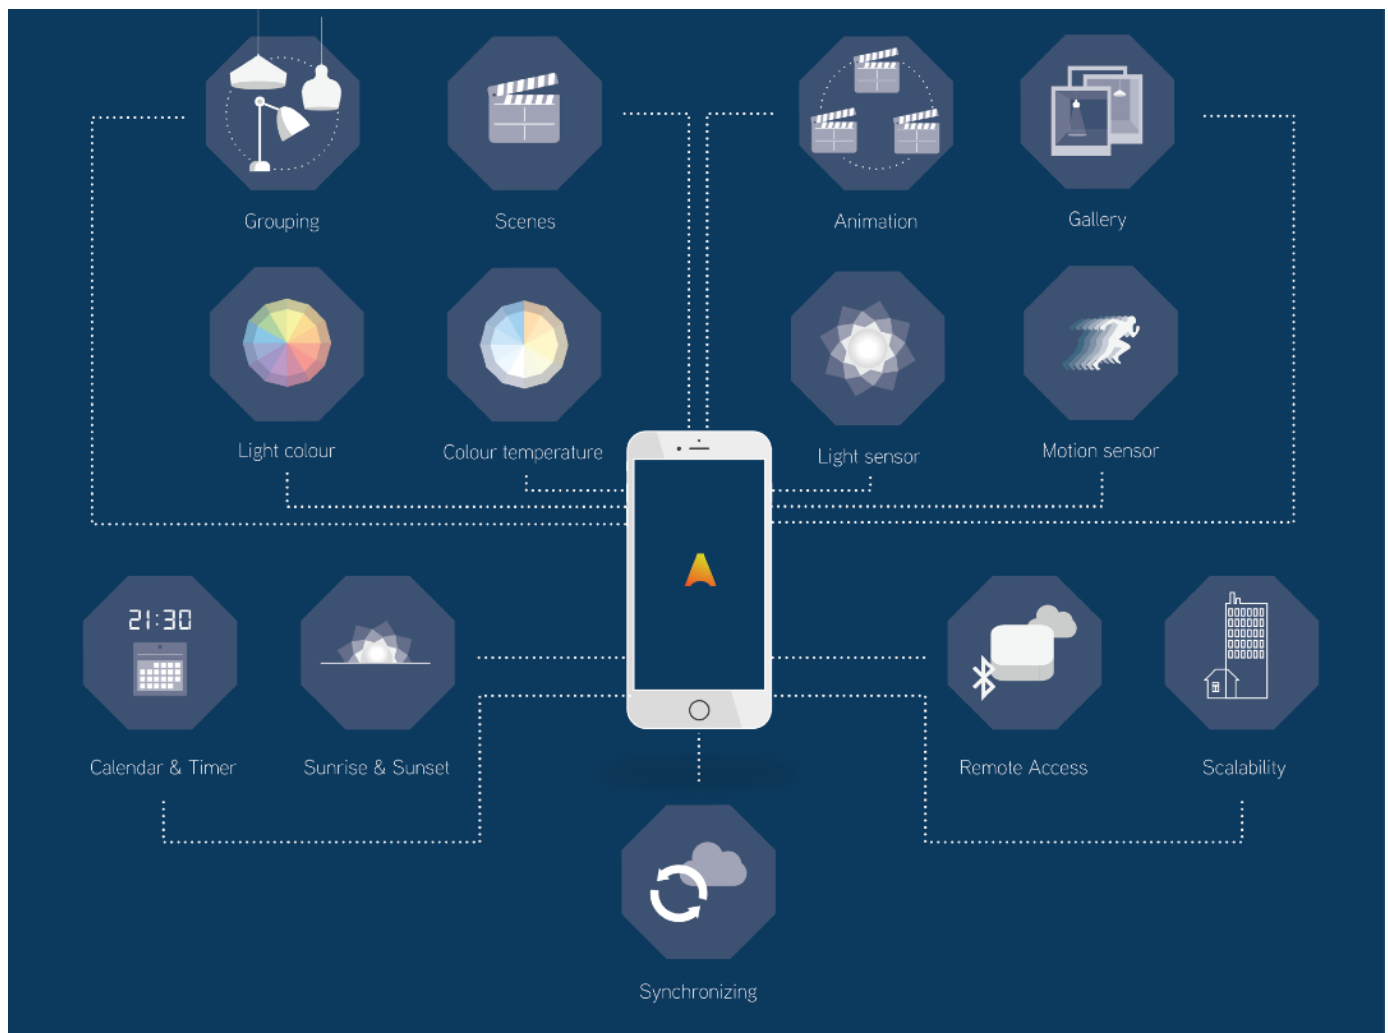 Grouping
Scenes
Animation
Gallery
Light colour
Colour temperature
Light sensor
Motion sensor
21:30
Calendar & Timer
Sunrise & Sunset
Remote Access
Scalability
Synchronizing